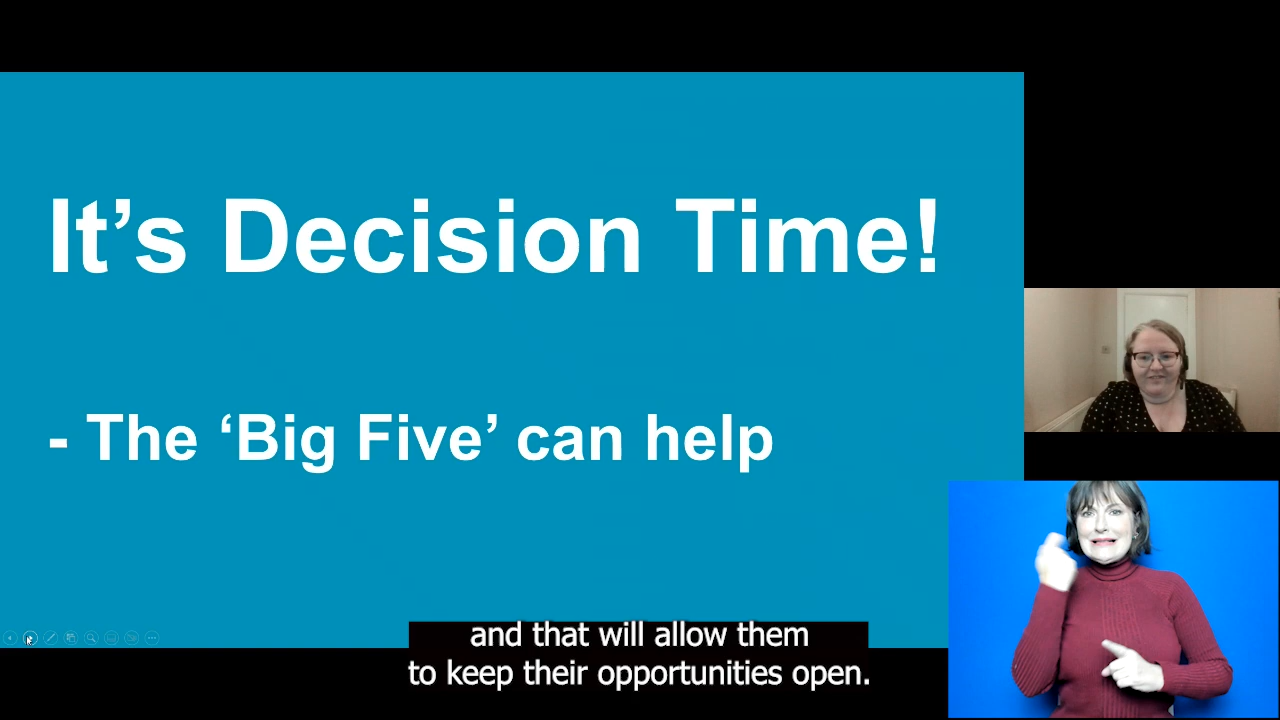 It’s Decision Time!
- The ‘Big Five’ can help
and that will allow them
to keep their opportunities open.